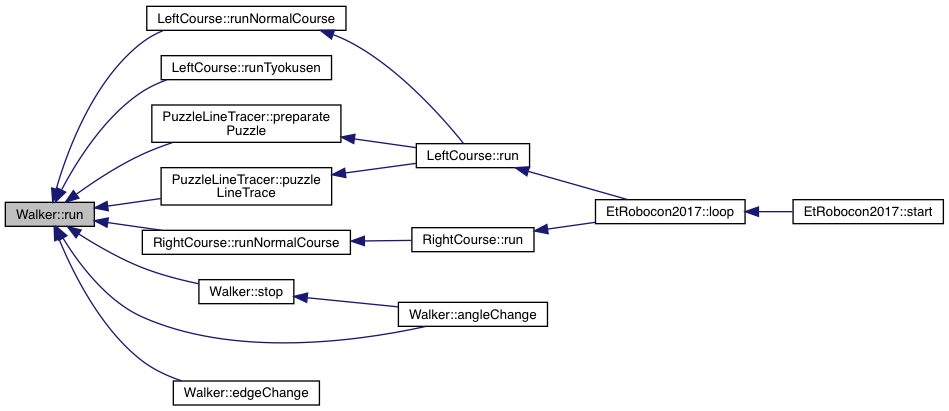 LeftCourse::runNormalCourse
LeftCourse::runTyokusen
PuzzleLineTracer::preparate
Puzzle
LeftCourse::run
PuzzleLineTracer::puzzle
LineTrace
Walker::run
EtRobocon2017::loop
EtRobocon2017::start
RightCourse::runNormalCourse
RightCourse::run
Walker::stop
Walker::angleChange
Walker::edgeChange